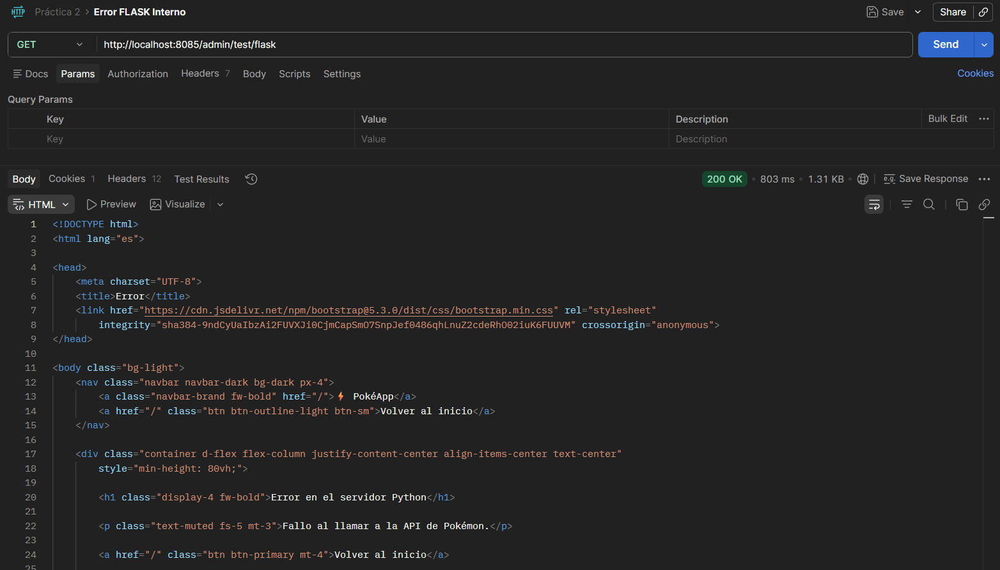 HTTP Práctica 2 > Error FLASK Interno Save Share
GET http://localhost:8085/admin/test/flask Send
Docs Params Authorization Headers 7 Body Scripts Settings Cookies
Query Params
Key Value Description Bulk Edit
Key Value Description
Body Cookies 1 Headers 12 Test Results 200 OK • 803 ms • 1.31 KB • e.g. Save Response
HTML Preview Visualize
1 <!DOCTYPE html>
2 <html lang="es">
3
4 <head>
5 <meta charset="UTF-8">
6 <title>Error</title>
7 <link href="https://cdn.jsdelivr.net/npm/bootstrap@5.3.0/dist/css/bootstrap.min.css" rel="stylesheet"
8 integrity="sha384-9ndCyUaIbzAi2FUVXJi0CjmCapSmO7SnpJef0486qhLnuZ2cdeRhO02iuK6FUUVM" crossorigin="anonymous">
9 </head>
10
11 <body class="bg-light">
12 <nav class="navbar navbar-dark bg-dark px-4">
13 <a class="navbar-brand fw-bold" href="/">⚡ PokéApp</a>
14 <a href="/" class="btn btn-outline-light btn-sm">Volver al inicio</a>
15 </nav>
16
17 <div class="container d-flex flex-column justify-content-center align-items-center text-center"
18 style="min-height: 80vh;">
19
20 <h1 class="display-4 fw-bold">Error en el servidor Python</h1>
21
22 <p class="text-muted fs-5 mt-3">Fallo al llamar a la API de Pokémon.</p>
23
24 <a href="/" class="btn btn-primary mt-4">Volver al inicio</a>
25